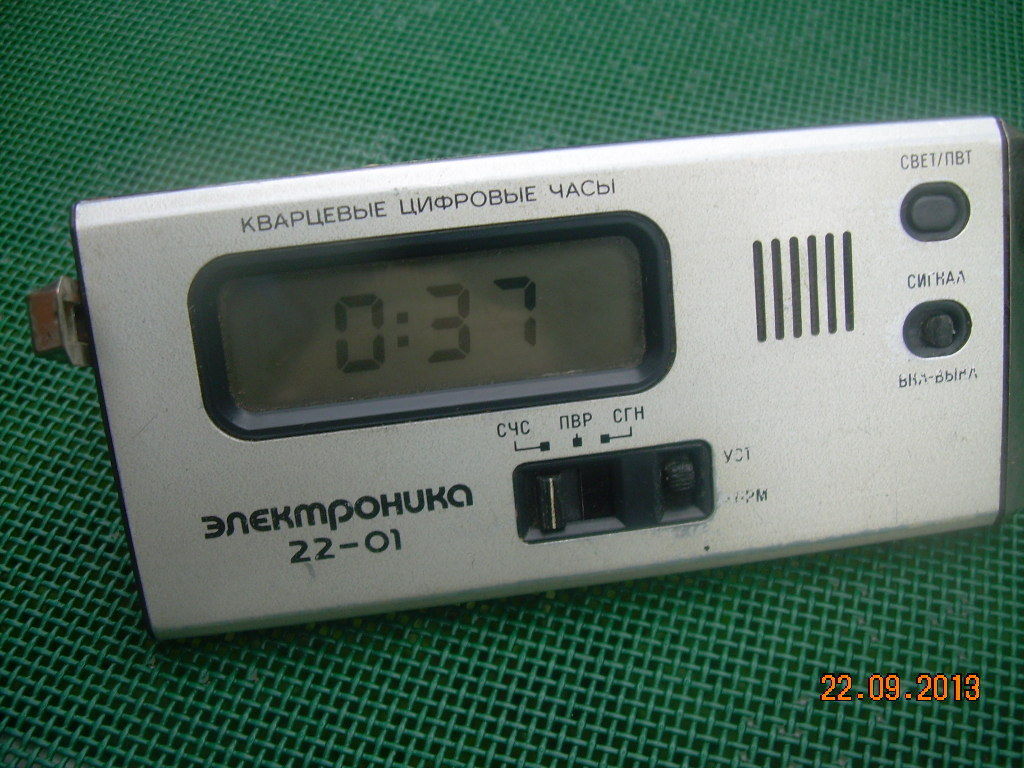 КВАРЦЕВЫЕ ЦИФРОВЫЕ ЧАСЫ
СВЕТ/ПВТ
0:37
СИГНАЛ
ВКЛ-ВЫКЛ
СЧС ПВР СГН
УСТ
электроника
22-01
22.09.2013